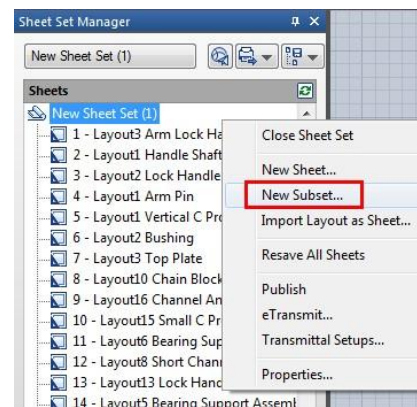 Sheet Set Manager
New Sheet Set (1)
Sheets
New Sheet Set (1)
1 - Layout3 Arm Lock Ha
2 - Layout1 Handle Shaft
3 - Layout2 Lock Handle
4 - Layout1 Arm Pin
5 - Layout1 Vertical C Pro
6 - Layout2 Bushing
7 - Layout3 Top Plate
8 - Layout10 Chain Block
9 - Layout16 Channel An
10 - Layout15 Small C Pr
11 - Layout6 Bearing Sup
12 - Layout8 Short Chann
13 - Layout13 Lock Hand
14 - Layout5 Bearing Support Assembl
Close Sheet Set
New Sheet...
New Subset...
Import Layout as Sheet...
Resave All Sheets
Publish
eTransmit...
Transmittal Setups...
Properties...